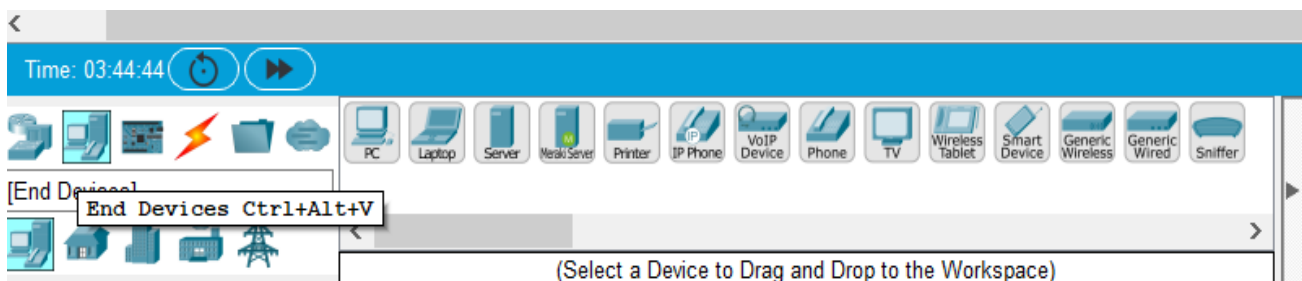 Time: 03:44:44
PC
Laptop
Server
Meraki Server
M
Printer
IP
IP Phone
VoIP Device
Phone
TV
Wireless Tablet
Smart Device
Generic Wireless
Generic Wired
Sniffer
[End Devices]
End Devices Ctrl+Alt+V
(Select a Device to Drag and Drop to the Workspace)